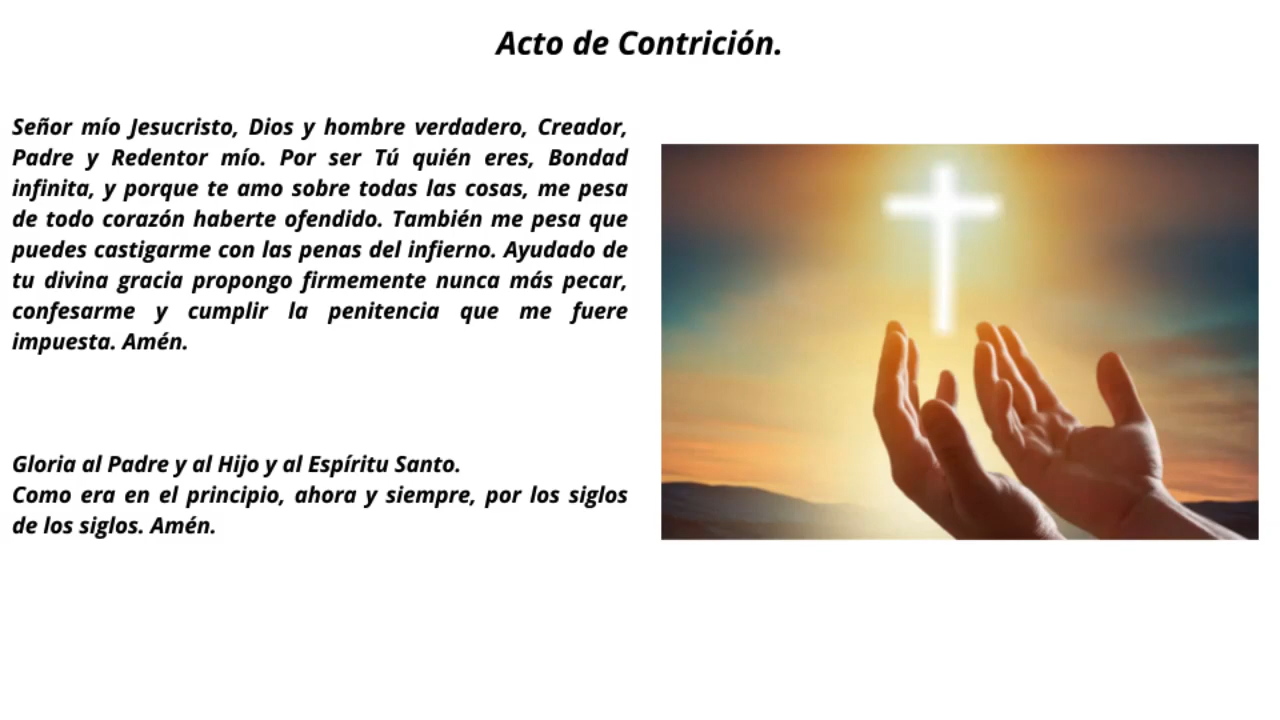 Acto de Contrición.
Señor mío Jesucristo, Dios y hombre verdadero, Creador,
Padre y Redentor mío. Por ser Tú quién eres, Bondad
infinita, y porque te amo sobre todas las cosas, me pesa
de todo corazón haberte ofendido. También me pesa que
puedes castigarme con las penas del infierno. Ayudado de
tu divina gracia propongo firmemente nunca más pecar,
confesarme y cumplir la penitencia que me fuere
impuesta. Amén.
Gloria al Padre y al Hijo y al Espíritu Santo.
Como era en el principio, ahora y siempre, por los siglos
de los siglos. Amén.